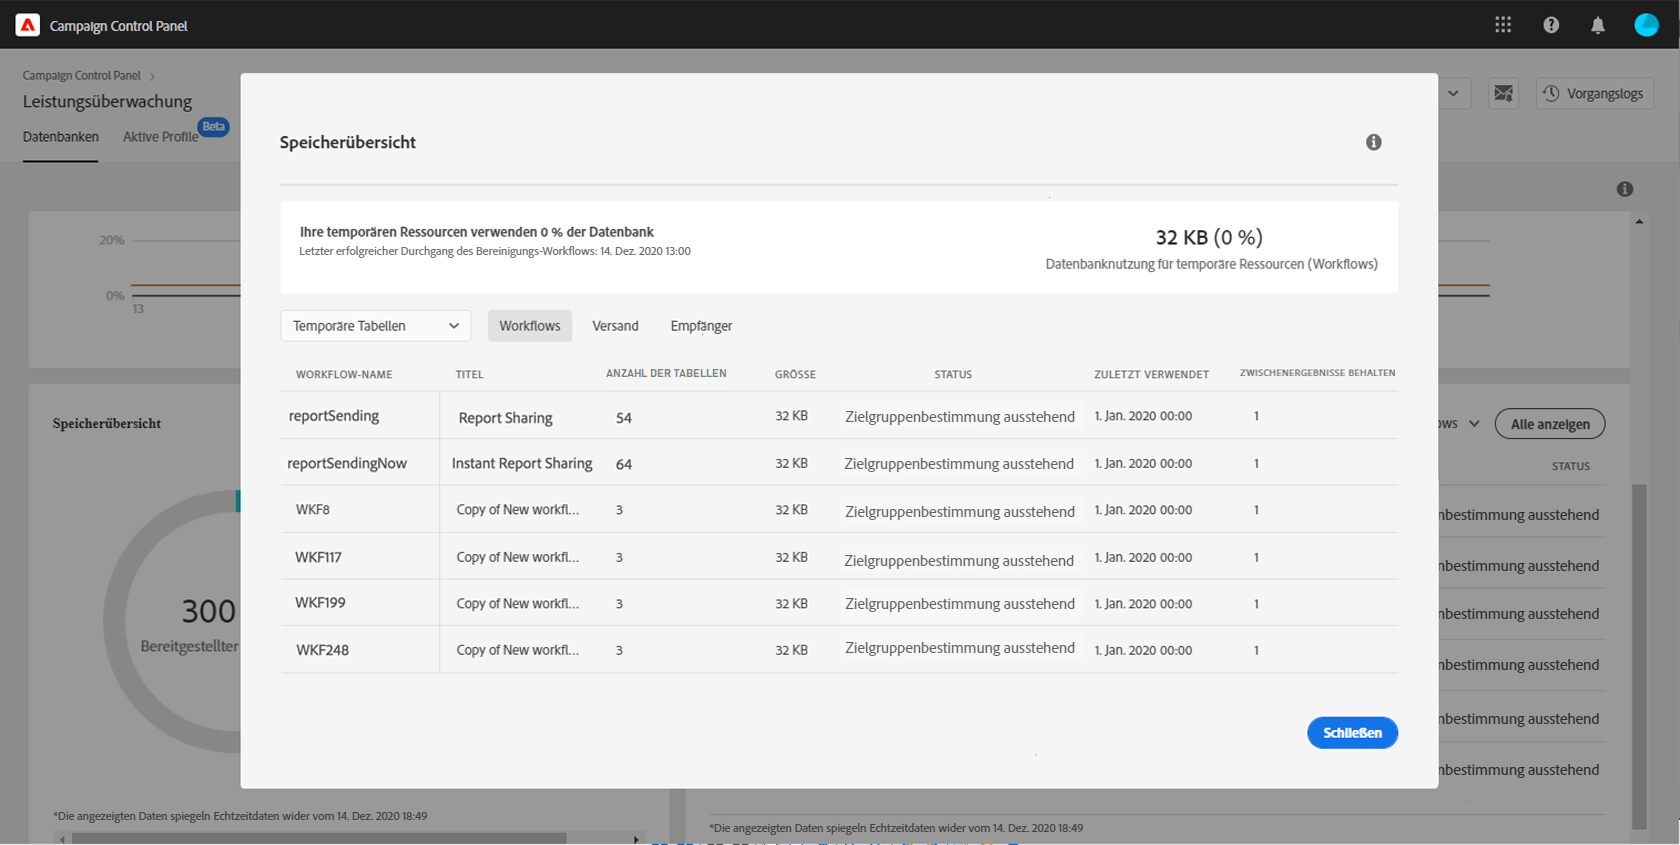 Campaign Control Panel
Campaign Control Panel
Leistungsüberwachung
Datenbanken Aktive Profile Beta
Vorgangslogs
20%
0%
13
Speicherübersicht
300
Bereitgestellter
*Die angezeigten Daten spiegeln Echtzeitdaten wider vom 14. Dez. 2020 18:49
Speicherübersicht
Ihre temporären Ressourcen verwenden 0 % der Datenbank
Letzter erfolgreicher Durchgang des Bereinigungs-Workflows: 14. Dez. 2020 13:00
32 KB (0 %)
Datenbanknutzung für temporäre Ressourcen (Workflows)
Temporäre Tabellen Workflows Versand Empfänger
WORKFLOW-NAME TITEL ANZAHL DER TABELLEN GRÖSSE STATUS ZULETZT VERWENDET ZWISCHENERGEBNISSE BEHALTEN
reportSending Report Sharing 54 32 KB Zielgruppenbestimmung ausstehend 1. Jan. 2020 00:00 1
reportSendingNow Instant Report Sharing 64 32 KB Zielgruppenbestimmung ausstehend 1. Jan. 2020 00:00 1
WKF8 Copy of New workfl... 3 32 KB Zielgruppenbestimmung ausstehend 1. Jan. 2020 00:00 1
WKF117 Copy of New workfl... 3 32 KB Zielgruppenbestimmung ausstehend 1. Jan. 2020 00:00 1
WKF199 Copy of New workfl... 3 32 KB Zielgruppenbestimmung ausstehend 1. Jan. 2020 00:00 1
WKF248 Copy of New workfl... 3 32 KB Zielgruppenbestimmung ausstehend 1. Jan. 2020 00:00 1
Schließen
ows Alle anzeigen
STATUS
nbestimmung ausstehend
nbestimmung ausstehend
nbestimmung ausstehend
nbestimmung ausstehend
nbestimmung ausstehend
nbestimmung ausstehend
*Die angezeigten Daten spiegeln Echtzeitdaten wider vom 14. Dez. 2020 18:49